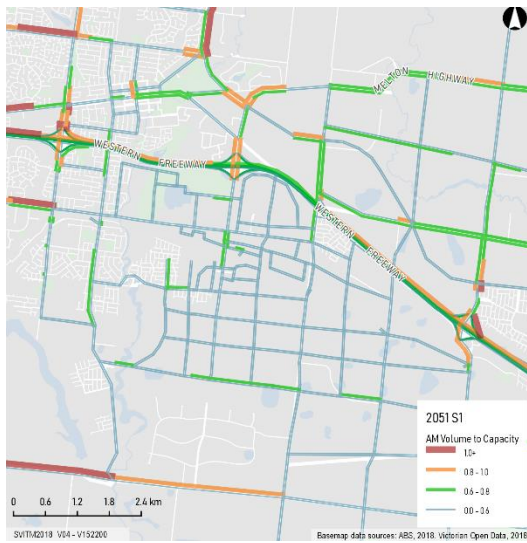 MELTON HIGHWAY
WESTERN FREEWAY
WESTERN FREEWAY
2051 S1
AM Volume to Capacity
1.0+
0.8 - 1.0
0.6 - 0.8
0.0 - 0.6
0 0.6 1.2 1.8 2.4 km
SVITM2018 V04 - V152200
Basemap data sources: ABS, 2018. Victorian Open Data, 2018